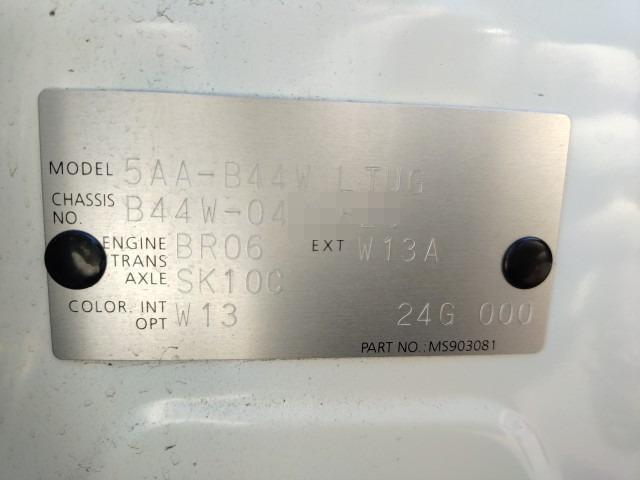 MODEL 5AA-B44W LTUG
CHASSIS NO. B44W-04
ENGINE BR06 EXT W13A
TRANS AXLE SK10C
COLOR. INT W13 24G 000
OPT
PART NO.:MS903081